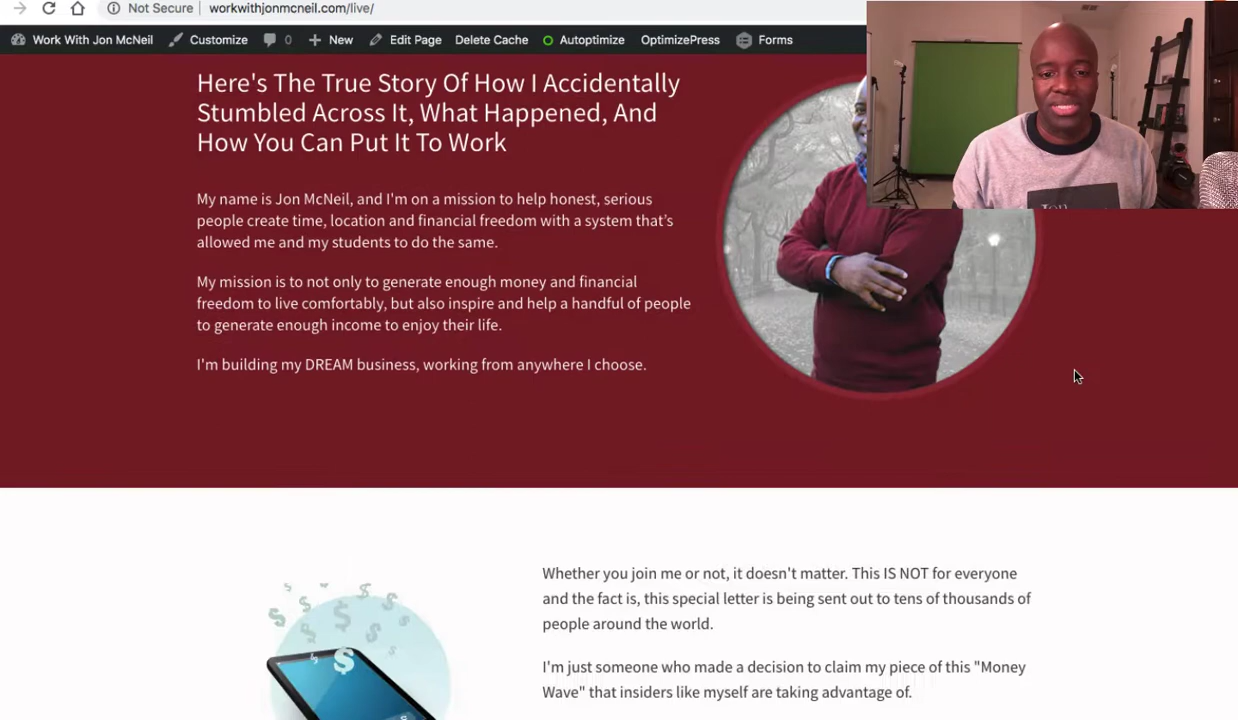 Not Secure workwithjonmcneil.com/live/
Work With Jon McNeil Customize 0 New Edit Page Delete Cache Autoptimize OptimizePress Forms
Here's The True Story Of How I Accidentally
Stumbled Across It, What Happened, And
How You Can Put It To Work
My name is Jon McNeil, and I'm on a mission to help honest, serious
people create time, location and financial freedom with a system that's
allowed me and my students to do the same.
My mission is to not only to generate enough money and financial
freedom to live comfortably, but also inspire and help a handful of people
to generate enough income to enjoy their life.
I'm building my DREAM business, working from anywhere I choose.
Jon
Whether you join me or not, it doesn't matter. This IS NOT for everyone
and the fact is, this special letter is being sent out to tens of thousands of
people around the world.
I'm just someone who made a decision to claim my piece of this "Money
Wave" that insiders like myself are taking advantage of.